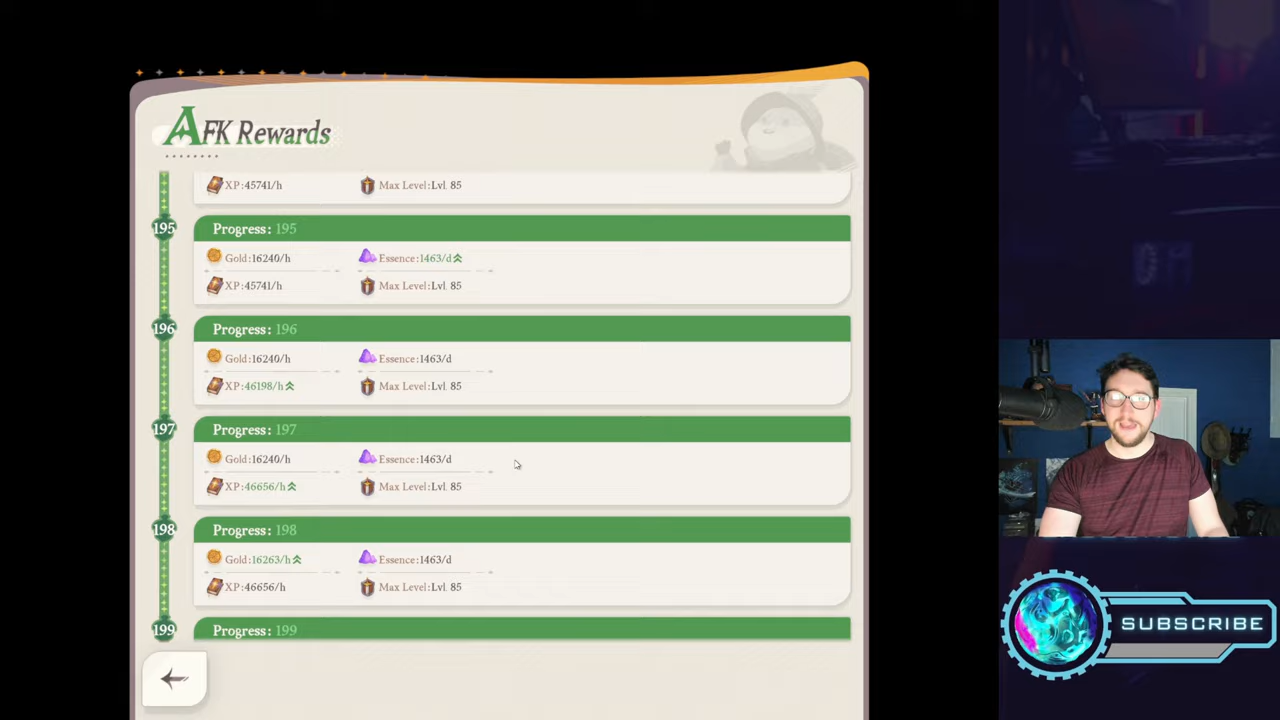 AFK Rewards
XP:45741/h Max Level:Lvl. 85
195 Progress: 195
Gold:16240/h Essence:1463/d
XP:45741/h Max Level:Lvl. 85
196 Progress: 196
Gold:16240/h Essence:1463/d
XP:46198/h Max Level:Lvl. 85
197 Progress: 197
Gold:16240/h Essence:1463/d
XP:46656/h Max Level:Lvl. 85
198 Progress: 198
Gold:16263/h Essence:1463/d
XP:46656/h Max Level:Lvl. 85
199 Progress: 199
SUBSCRIBE